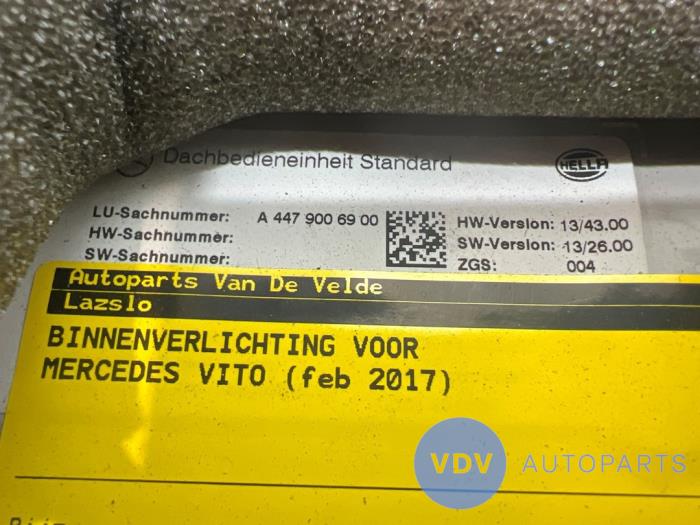 Dachbedieneinheit Standard
HELLA
LU-Sachnummer: A 447 900 69 00
HW-Sachnummer:
SW-Sachnummer:
HW-Version: 13/43.00
SW-Version: 13/26.00
ZGS: 004
Autoparts Van De Velde
Lazslo
BINNENVERLICHTING VOOR
MERCEDES VITO (feb 2017)
VDV AUTOPARTS